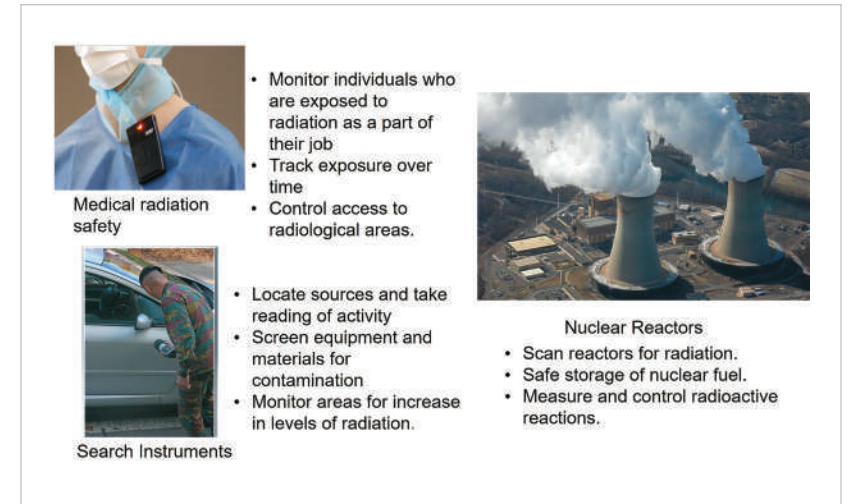 • Monitor individuals who
are exposed to
radiation as a part of
their job
• Track exposure over
time
• Control access to
radiological areas.
Medical radiation
safety
• Locate sources and take
reading of activity
• Screen equipment and
materials for
contamination
• Monitor areas for increase
in levels of radiation.
Search Instruments
Nuclear Reactors
• Scan reactors for radiation.
• Safe storage of nuclear fuel.
• Measure and control radioactive
reactions.